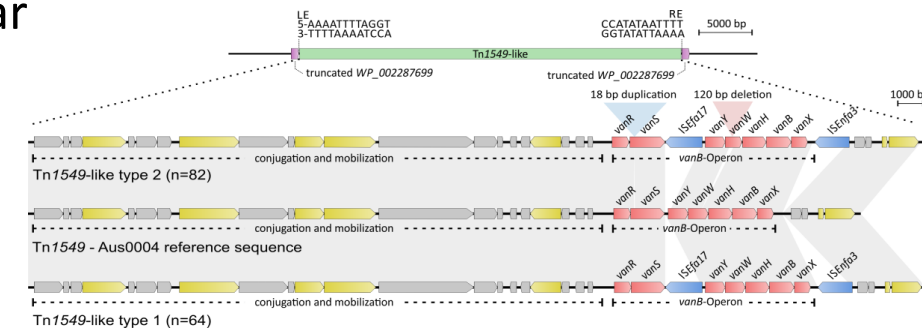 ar
LE
5-AAAATTTTAGGT
3-TTTTAAAATCCA
RE
CCATATAATTTT
GGTATATTAAAA
5000 bp
Tn1549-like
truncated WP_002287699
truncated WP_002287699
18 bp duplication
120 bp deletion
1000 b
vanR vanS ISEfa17 vanY vanW vanH vanB vanX ISEnfa3
conjugation and mobilization
vanB-Operon
Tn1549-like type 2 (n=82)
vanR vanS vanY vanW vanH vanB vanX
conjugation and mobilization
vanB-Operon
Tn1549 - Aus0004 reference sequence
vanR vanS ISEfa17 vanY vanW vanH vanB vanX ISEnfa3
conjugation and mobilization
vanB-Operon
Tn1549-like type 1 (n=64)